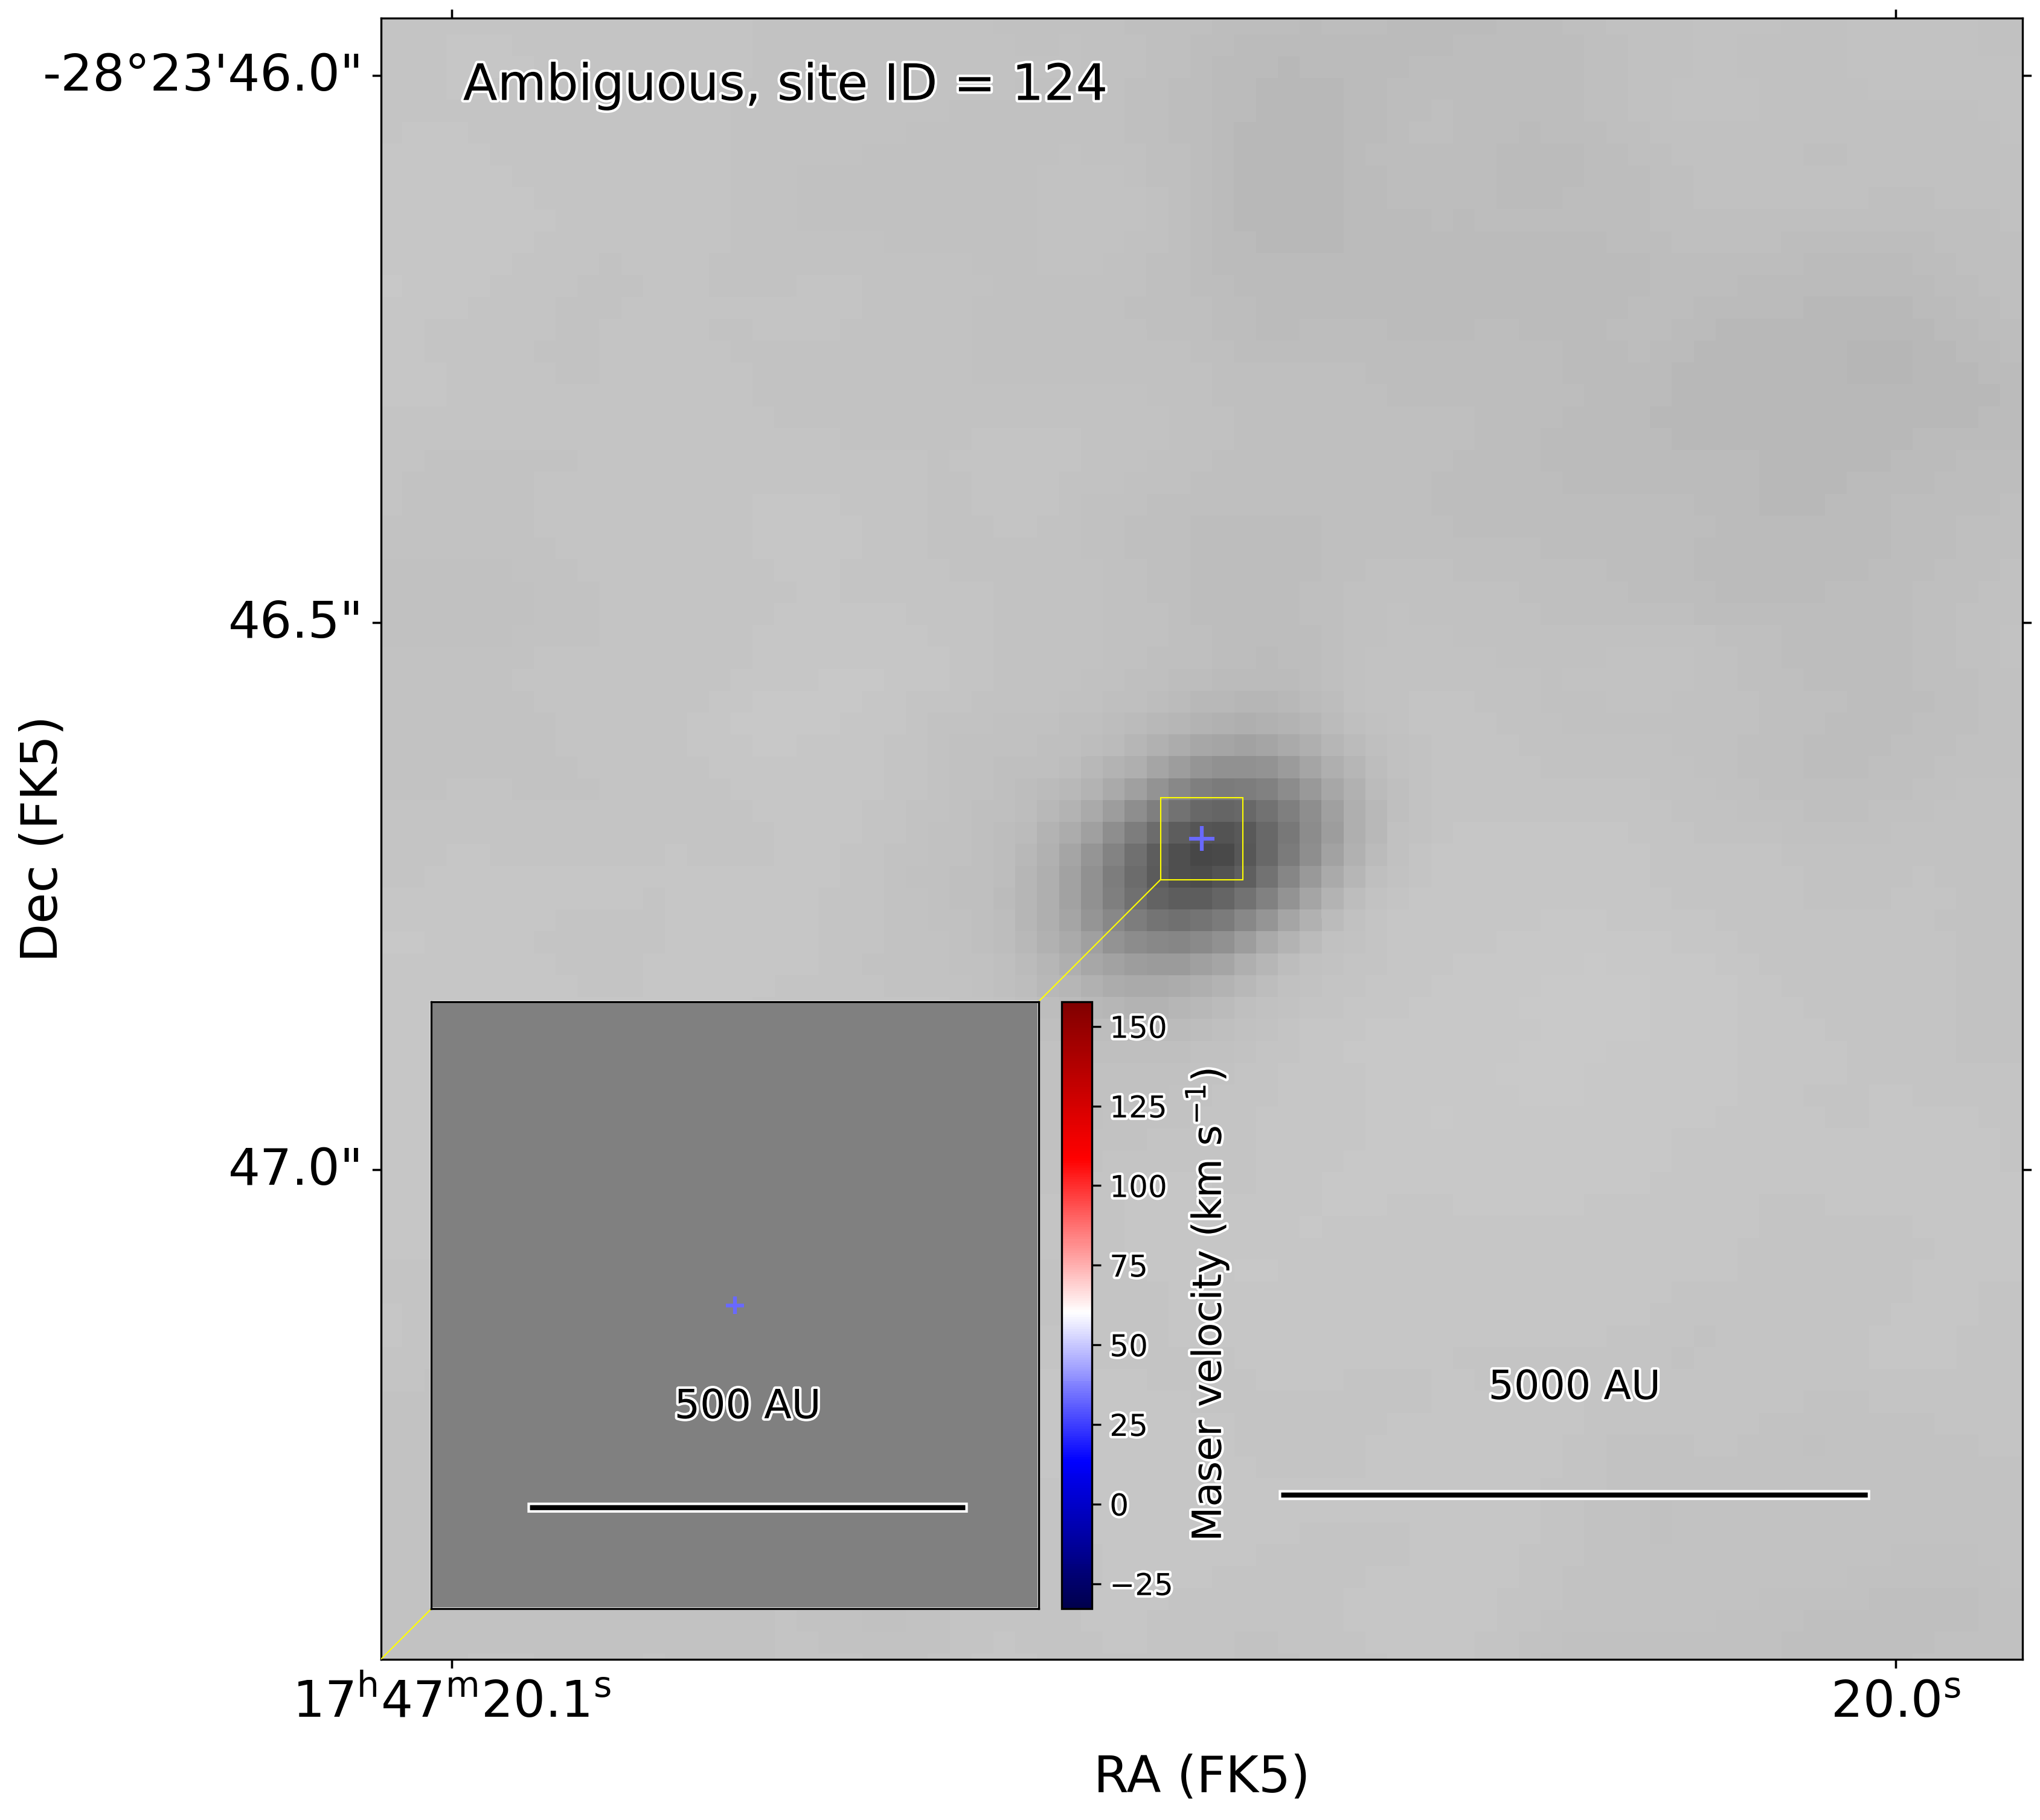 -28°23'46.0"
Ambiguous, site ID = 124
46.5"
Dec (FK5)
47.0"
150
125
100
75
50
25
0
−25
Maser velocity (km s⁻¹)
500 AU
5000 AU
17ʰ47ᵐ20.1ˢ
20.0ˢ
RA (FK5)